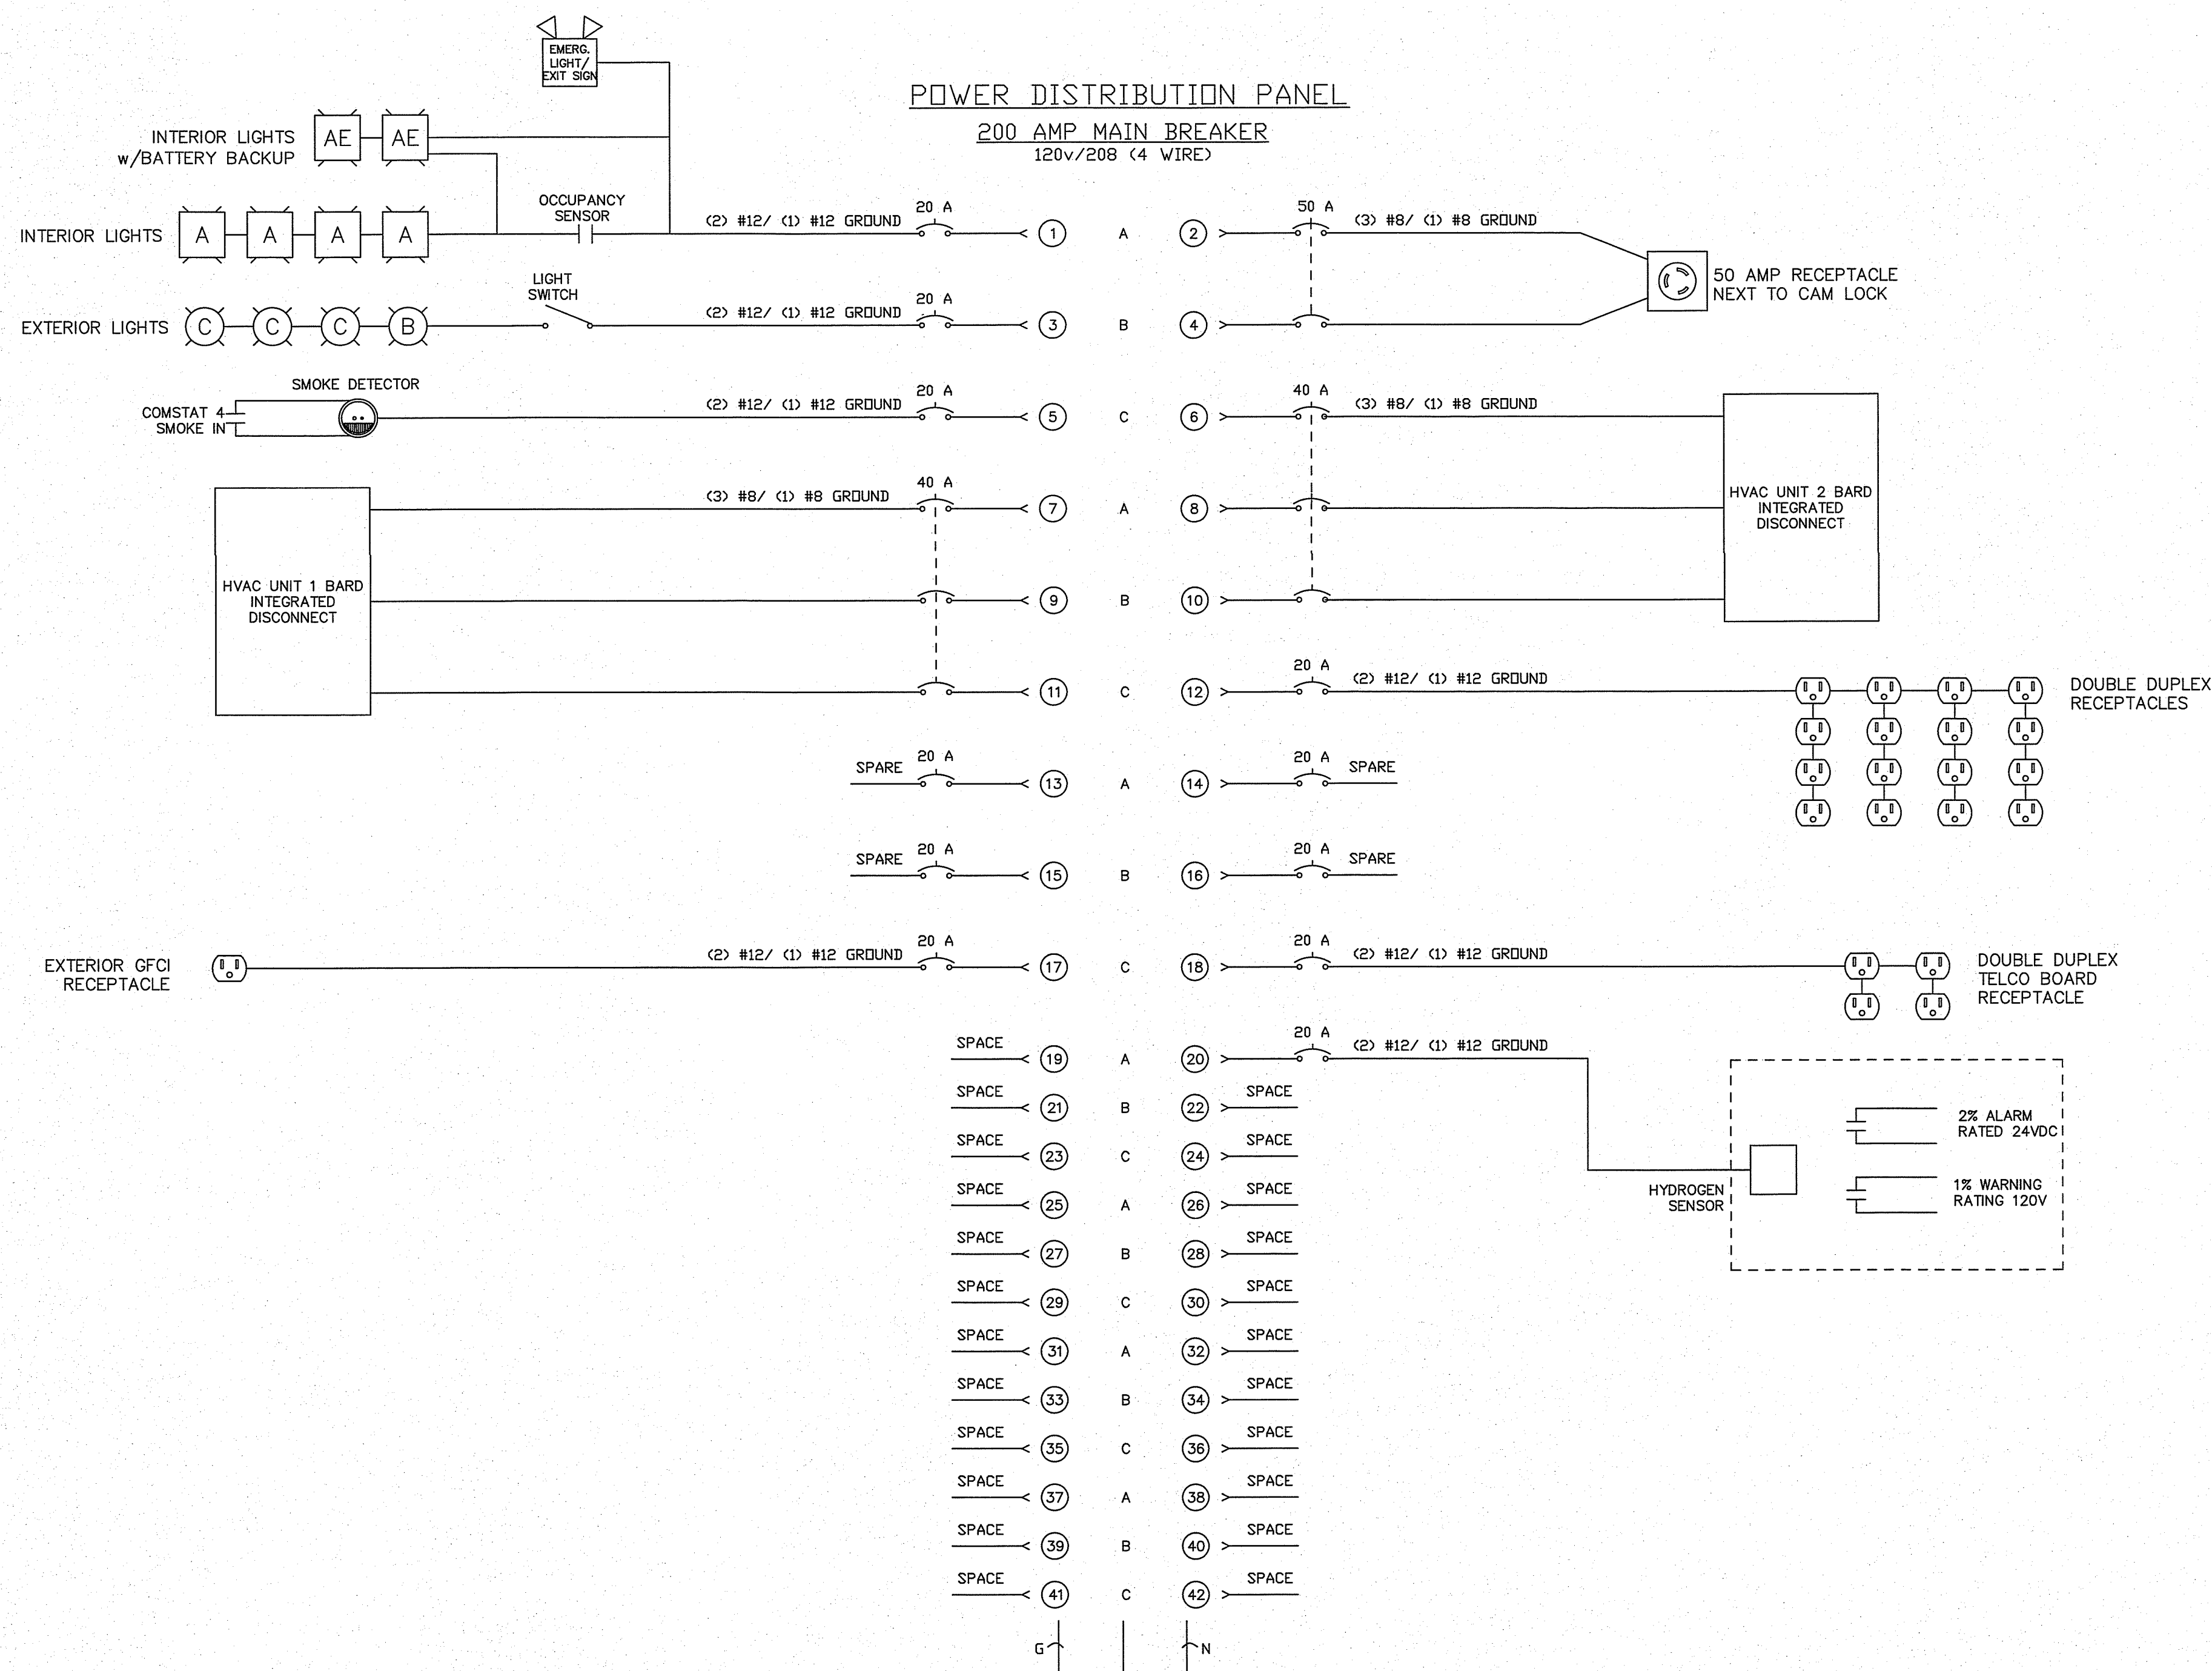 EMERG.
LIGHT/
EXIT SIGN
POWER DISTRIBUTION PANEL
200 AMP MAIN BREAKER
120v/208 (4 WIRE)
INTERIOR LIGHTS
w/BATTERY BACKUP
AE AE
INTERIOR LIGHTS
A A A A
OCCUPANCY
SENSOR
(2) #12/ (1) #12 GROUND
20 A
1 A 2
50 A
(3) #8/ (1) #8 GROUND
50 AMP RECEPTACLE
NEXT TO CAM LOCK
EXTERIOR LIGHTS
C C C B
LIGHT
SWITCH
(2) #12/ (1) #12 GROUND
20 A
3 B 4
SMOKE DETECTOR
COMSTAT 4
SMOKE IN
(2) #12/ (1) #12 GROUND
20 A
5 C 6
40 A
(3) #8/ (1) #8 GROUND
HVAC UNIT 2 BARD
INTEGRATED
DISCONNECT
HVAC UNIT 1 BARD
INTEGRATED
DISCONNECT
(3) #8/ (1) #8 GROUND
40 A
7 A 8
9 B 10
11 C 12
20 A
(2) #12/ (1) #12 GROUND
DOUBLE DUPLEX
RECEPTACLES
SPARE 20 A
13 A 14
20 A SPARE
SPARE 20 A
15 B 16
20 A SPARE
EXTERIOR GFCI
RECEPTACLE
(2) #12/ (1) #12 GROUND
20 A
17 C 18
20 A
(2) #12/ (1) #12 GROUND
DOUBLE DUPLEX
TELCO BOARD
RECEPTACLE
SPACE
19 A 20
20 A
(2) #12/ (1) #12 GROUND
HYDROGEN
SENSOR
2% ALARM
RATED 24VDC
1% WARNING
RATING 120V
SPACE 21 B 22 SPACE
SPACE 23 C 24 SPACE
SPACE 25 A 26 SPACE
SPACE 27 B 28 SPACE
SPACE 29 C 30 SPACE
SPACE 31 A 32 SPACE
SPACE 33 B 34 SPACE
SPACE 35 C 36 SPACE
SPACE 37 A 38 SPACE
SPACE 39 B 40 SPACE
SPACE 41 C 42 SPACE
G N